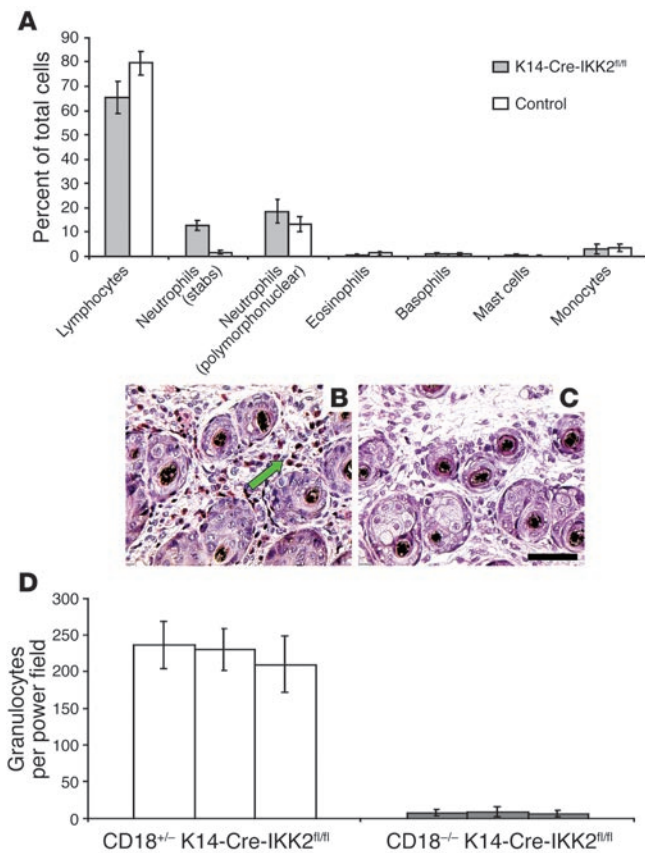 A
90
80
70
60
50
40
30
20
10
0
Percent of total cells
K14-Cre-IKK2fl/fl
Control
Lymphocytes
Neutrophils
(stabs)
Neutrophils
(polymorphonuclear)
Eosinophils
Basophils
Mast cells
Monocytes
B
C
D
300
250
200
150
100
50
0
Granulocytes
per power field
CD18+/– K14-Cre-IKK2fl/fl
CD18–/– K14-Cre-IKK2fl/fl